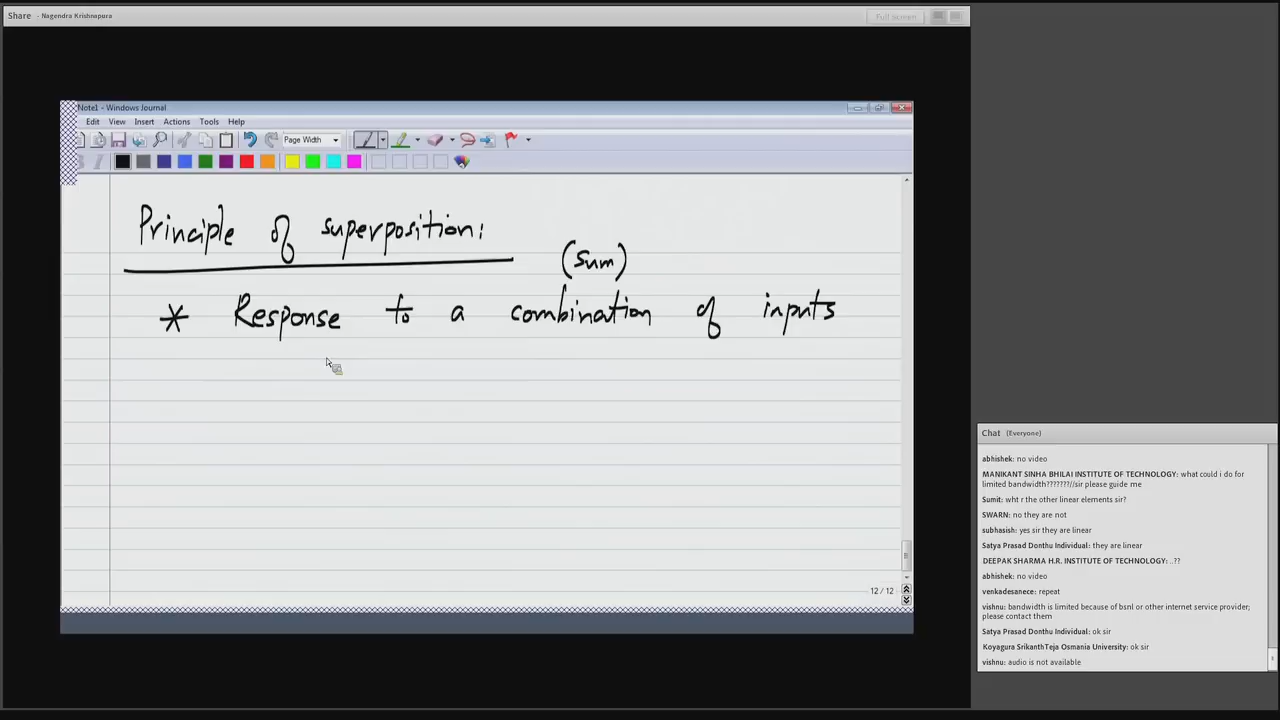 Share - Nagendra Krishnapura
Full Screen
Note1 - Windows Journal
Edit View Insert Actions Tools Help
Page Width
Principle of superposition:
(sum)
* Response to a combination of inputs
12 / 12
Chat (Everyone)
abhishek: no video
MANIKANT SINHA BHILAI INSTITUTE OF TECHNOLOGY: what could i do for
limited bandwidth???????//sir please guide me
Sumit: wht r the other linear elements sir?
SWARN: no they are not
subhasish: yes sir they are linear
Satya Prasad Donthu Individual: they are linear
DEEPAK SHARMA H.R. INSTITUTE OF TECHNOLOGY: ..??
abhishek: no video
venkadesanece: repeat
vishnu: bandwidth is limited because of bsnl or other internet service provider;
please contact them
Satya Prasad Donthu Individual: ok sir
Koyagura SrikanthTeja Osmania University: ok sir
vishnu: audio is not available